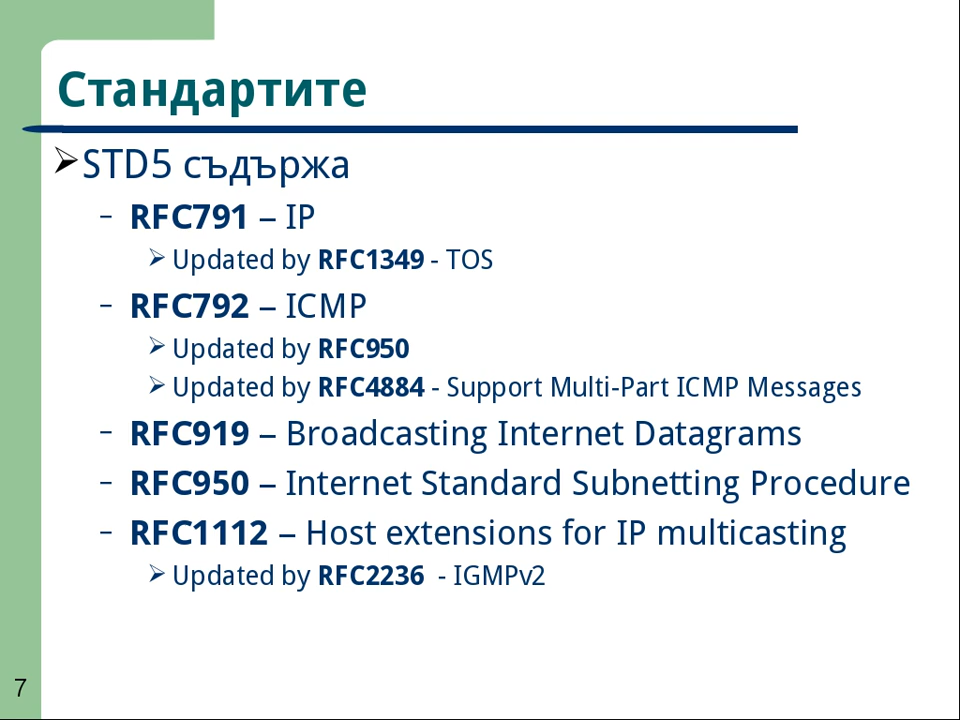 Стандартите
➢STD5 съдържа
– RFC791 – IP
➢ Updated by RFC1349 - TOS
– RFC792 – ICMP
➢ Updated by RFC950
➢ Updated by RFC4884 - Support Multi-Part ICMP Messages
– RFC919 – Broadcasting Internet Datagrams
– RFC950 – Internet Standard Subnetting Procedure
– RFC1112 – Host extensions for IP multicasting
➢ Updated by RFC2236 - IGMPv2
7